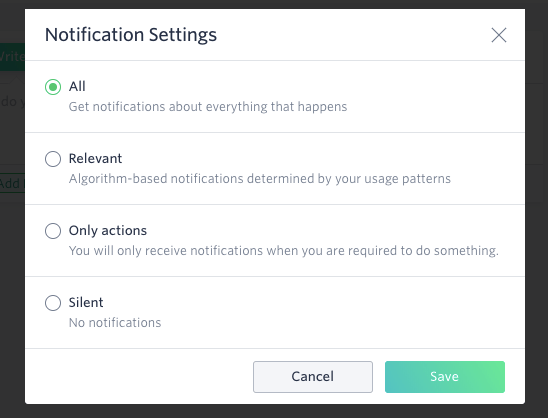 Notification Settings
All
Get notifications about everything that happens
Relevant
Algorithm-based notifications determined by your usage patterns
Only actions
You will only receive notifications when you are required to do something.
Silent
No notifications
Cancel
Save